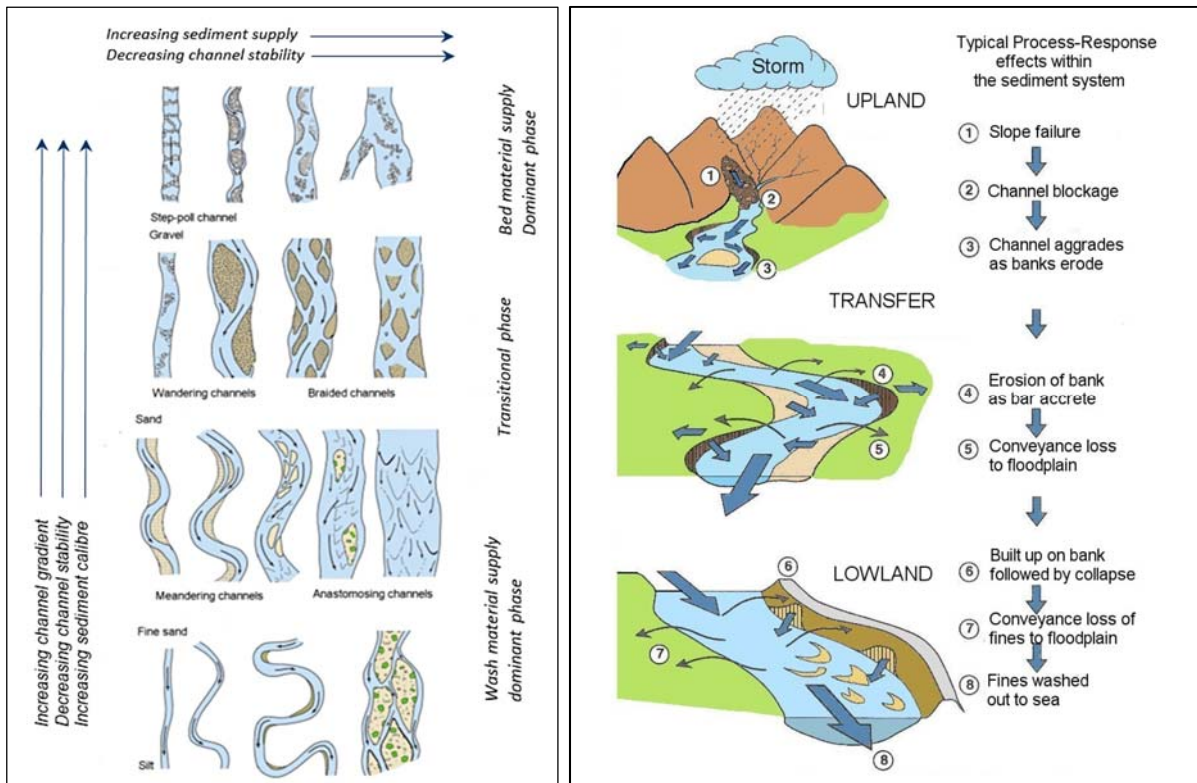 Increasing sediment supply
Decreasing channel stability
Step-poll channel
Gravel
Wandering channels
Braided channels
Sand
Meandering channels
Anastomosing channels
Fine sand
Silt
Increasing channel gradient
Decreasing channel stability
Increasing sediment calibre
Bed material supply
Dominant phase
Transitional phase
Wash material supply
dominant phase
Storm
UPLAND
1
2
3
TRANSFER
4
5
LOWLAND
6
7
8
Typical Process-Response
effects within
the sediment system
1 Slope failure
2 Channel blockage
3 Channel aggrades
as banks erode
4 Erosion of bank
as bar accrete
5 Conveyance loss
to floodplain
6 Built up on bank
followed by collapse
7 Conveyance loss of
fines to floodplain
8 Fines washed
out to sea